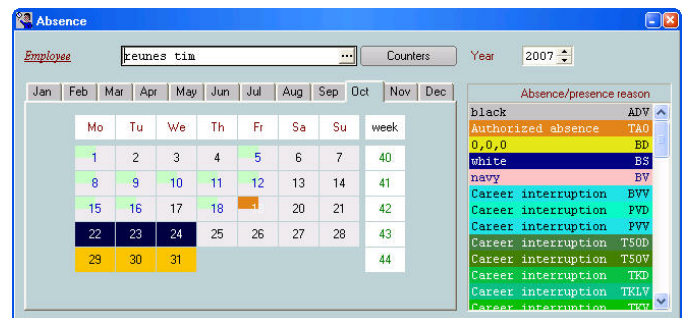 Absence
Employee reunes tim ... Counters Year 2007
Jan Feb Mar Apr May Jun Jul Aug Sep Oct Nov Dec
Absence/presence reason
Mo Tu We Th Fr Sa Su week
1 2 3 4 5 6 7 40
8 9 10 11 12 13 14 41
15 16 17 18 20 21 42
22 23 24 25 26 27 28 43
29 30 31 44
black ADV
Authorized absence TA0
0,0,0 BD
white BS
navy BV
Career interruption BVV
Career interruption PVD
Career interruption PVV
Career interruption T50D
Career interruption T50V
Career interruption TKD
Career interruption TKLV
Career interruption TKV